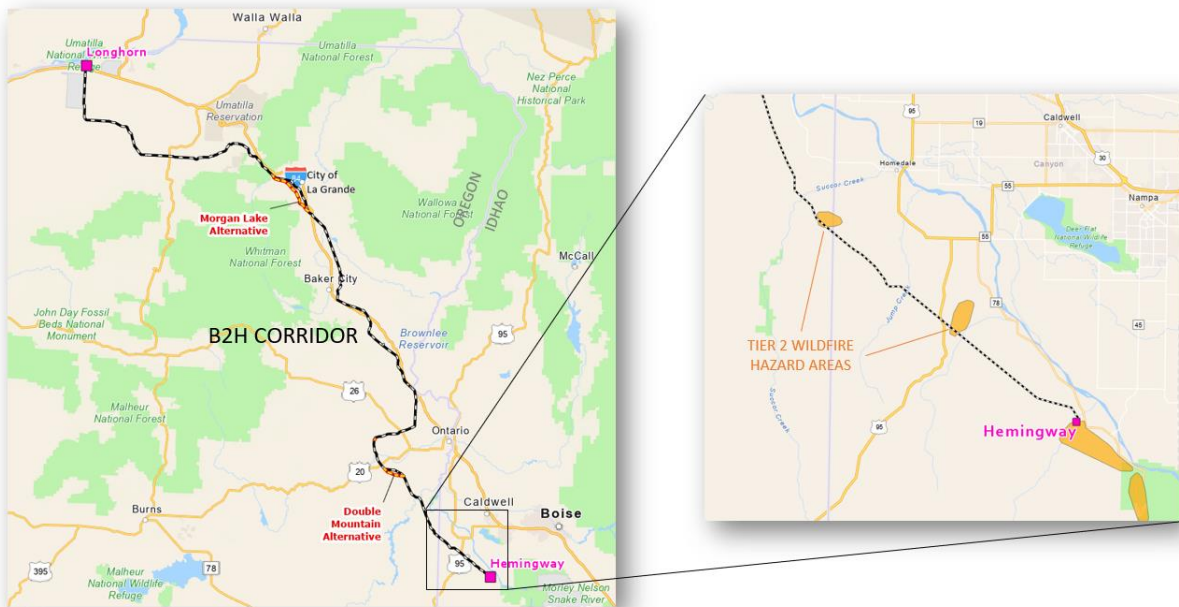 Walla Walla
Umatilla
National
Refuge
Longhorn
Umatilla
National Forest
Nez Perce
National
Historical Park
Umatilla
Reservation
84
City of
La Grande
Morgan Lake
Alternative
Wallowa
National Forest
OREGON
IDHAO
Whitman
National Forest
McCall
Baker City
John Day Fossil
Beds National
Monument
B2H CORRIDOR
Brownlee
Reservoir
95
26
Malheur
National Forest
Ontario
20
Burns
Double
Mountain
Alternative
Caldwell
Boise
95
Hemingway
395
78
Malheur
National Wildlife
Refuge
Morley Nelson
Snake River
95
19
Caldwell
30
Homedale
Canyon
Succor Creek
55
Nampa
Deer Flat
National Wildlife
Refuge
55
78
Jump Creek
45
TIER 2 WILDFIRE
HAZARD AREAS
Succor Creek
95
Hemingway